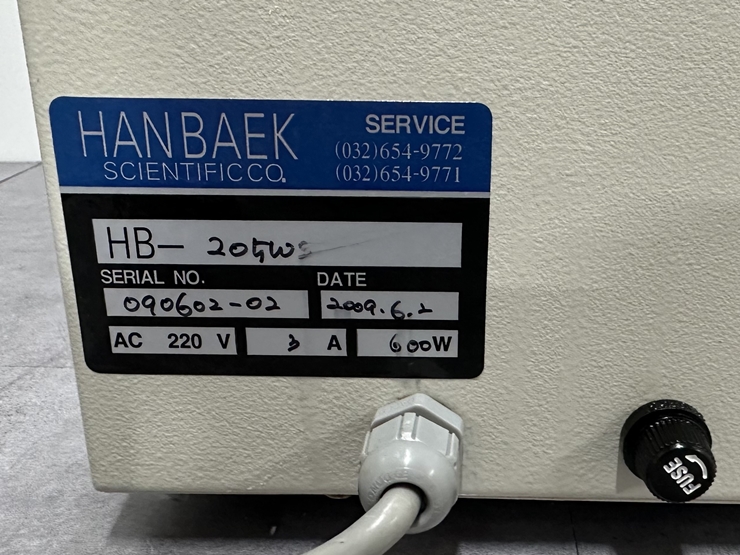 HANBAEK
SCIENTIFIC CO.
SERVICE
(032)654-9772
(032)654-9771
HB- 205WS
SERIAL NO. DATE
090602-02 2009.6.2
AC 220 V 3 A 600W
FUSE